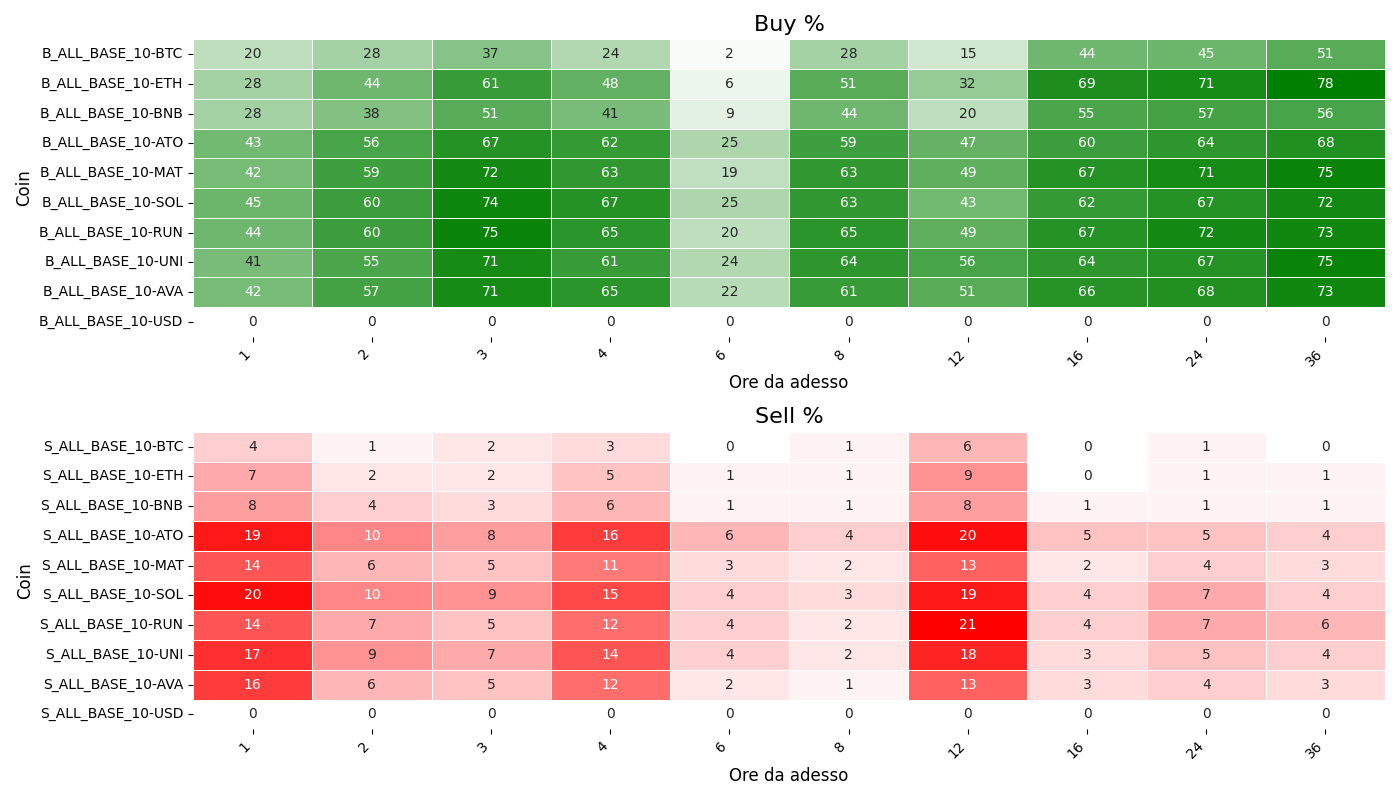 Buy %
Coin
B_ALL_BASE_10-BTC 20 28 37 24 2 28 15 44 45 51
B_ALL_BASE_10-ETH 28 44 61 48 6 51 32 69 71 78
B_ALL_BASE_10-BNB 28 38 51 41 9 44 20 55 57 56
B_ALL_BASE_10-ATO 43 56 67 62 25 59 47 60 64 68
B_ALL_BASE_10-MAT 42 59 72 63 19 63 49 67 71 75
B_ALL_BASE_10-SOL 45 60 74 67 25 63 43 62 67 72
B_ALL_BASE_10-RUN 44 60 75 65 20 65 49 67 72 73
B_ALL_BASE_10-UNI 41 55 71 61 24 64 56 64 67 75
B_ALL_BASE_10-AVA 42 57 71 65 22 61 51 66 68 73
B_ALL_BASE_10-USD 0 0 0 0 0 0 0 0 0 0
1 2 3 4 6 8 12 16 24 36
Ore da adesso
Sell %
Coin
S_ALL_BASE_10-BTC 4 1 2 3 0 1 6 0 1 0
S_ALL_BASE_10-ETH 7 2 2 5 1 1 9 0 1 1
S_ALL_BASE_10-BNB 8 4 3 6 1 1 8 1 1 1
S_ALL_BASE_10-ATO 19 10 8 16 6 4 20 5 5 4
S_ALL_BASE_10-MAT 14 6 5 11 3 2 13 2 4 3
S_ALL_BASE_10-SOL 20 10 9 15 4 3 19 4 7 4
S_ALL_BASE_10-RUN 14 7 5 12 4 2 21 4 7 6
S_ALL_BASE_10-UNI 17 9 7 14 4 2 18 3 5 4
S_ALL_BASE_10-AVA 16 6 5 12 2 1 13 3 4 3
S_ALL_BASE_10-USD 0 0 0 0 0 0 0 0 0 0
1 2 3 4 6 8 12 16 24 36
Ore da adesso